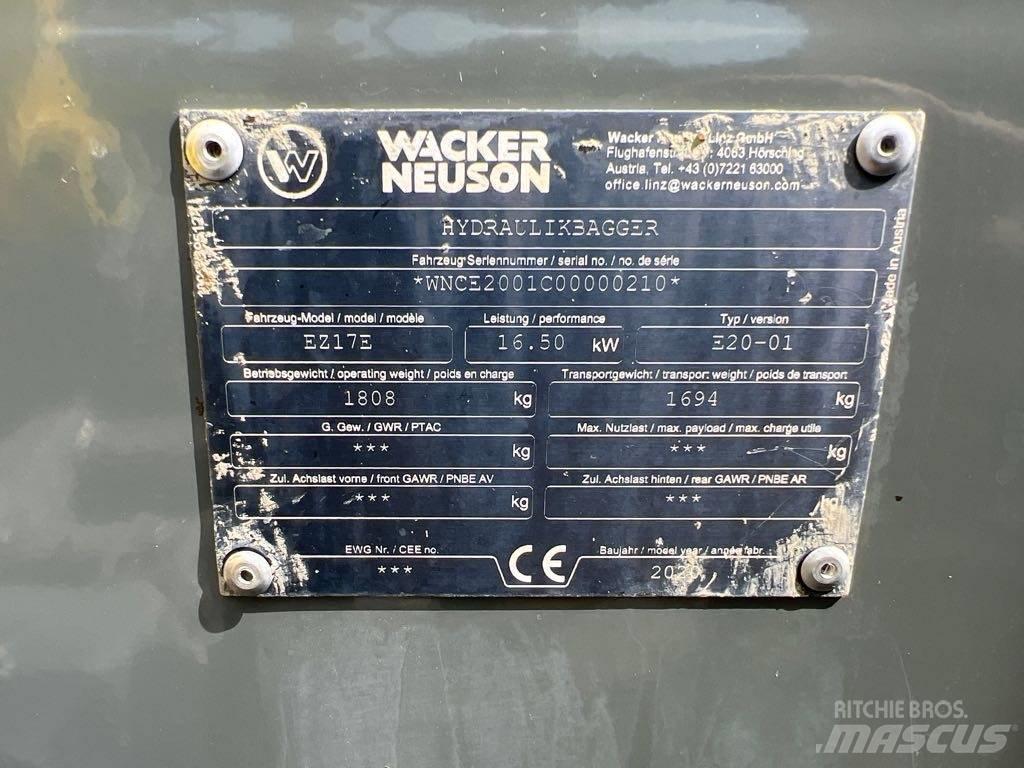 W
WACKER NEUSON
Wacker Linz GmbH
4063 Hörsching
Austria, Tel. +43 (0)7221 63000
office.linz@wackerneuson.com
HYDRAULIKBAGGER
Fahrzeug Seriennummer / serial no. / no. de série
*WNCE2001C00000210*
Fahrzeug-Model / model / modèle Leistung / performance Typ / version
EZ17E 16.50 kW E20-01
Betriebsgewicht / operating weight / poids en charge Transportgewicht / transport weight / poids de transport
1808 kg 1694 kg
G. Gew. / GWR / PTAC Max. Nutzlast / max. payload / max. charge utile
*** kg *** kg
Zul. Achslast vorne / front GAWR / PNBE AV Zul. Achslast hinten / rear GAWR / PNBE AR
*** kg *** kg
EWG Nr. / CEE no. CE Baujahr / model year / année fabr.
*** 2020
Made in Austria
RITCHIE BROS.
MASCUS